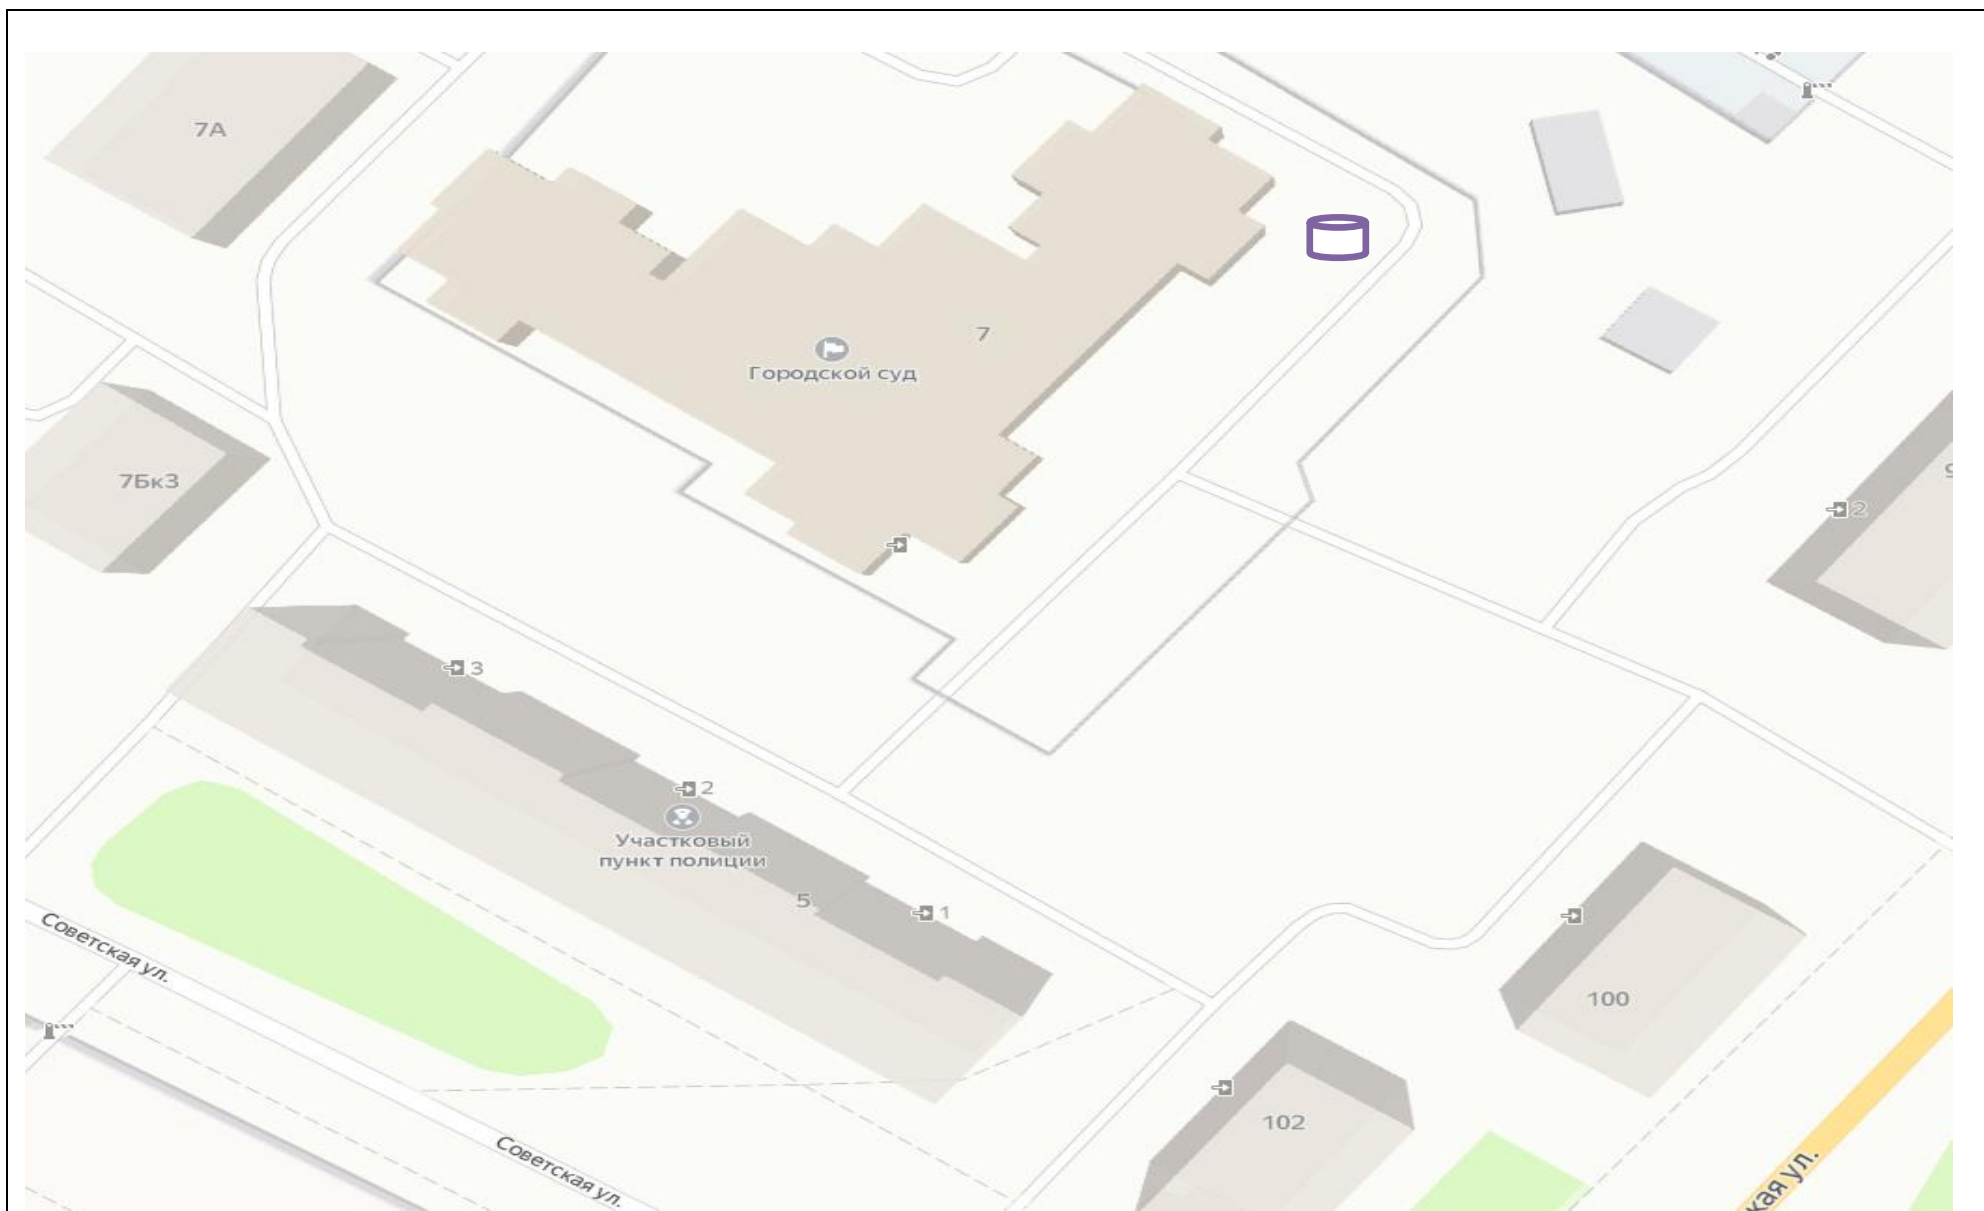 7А
7
Городской суд
7Бк3
2
3
2
Участковый
пункт полиции
5
1
Советская ул.
100
102
Советская ул.
кая ул.